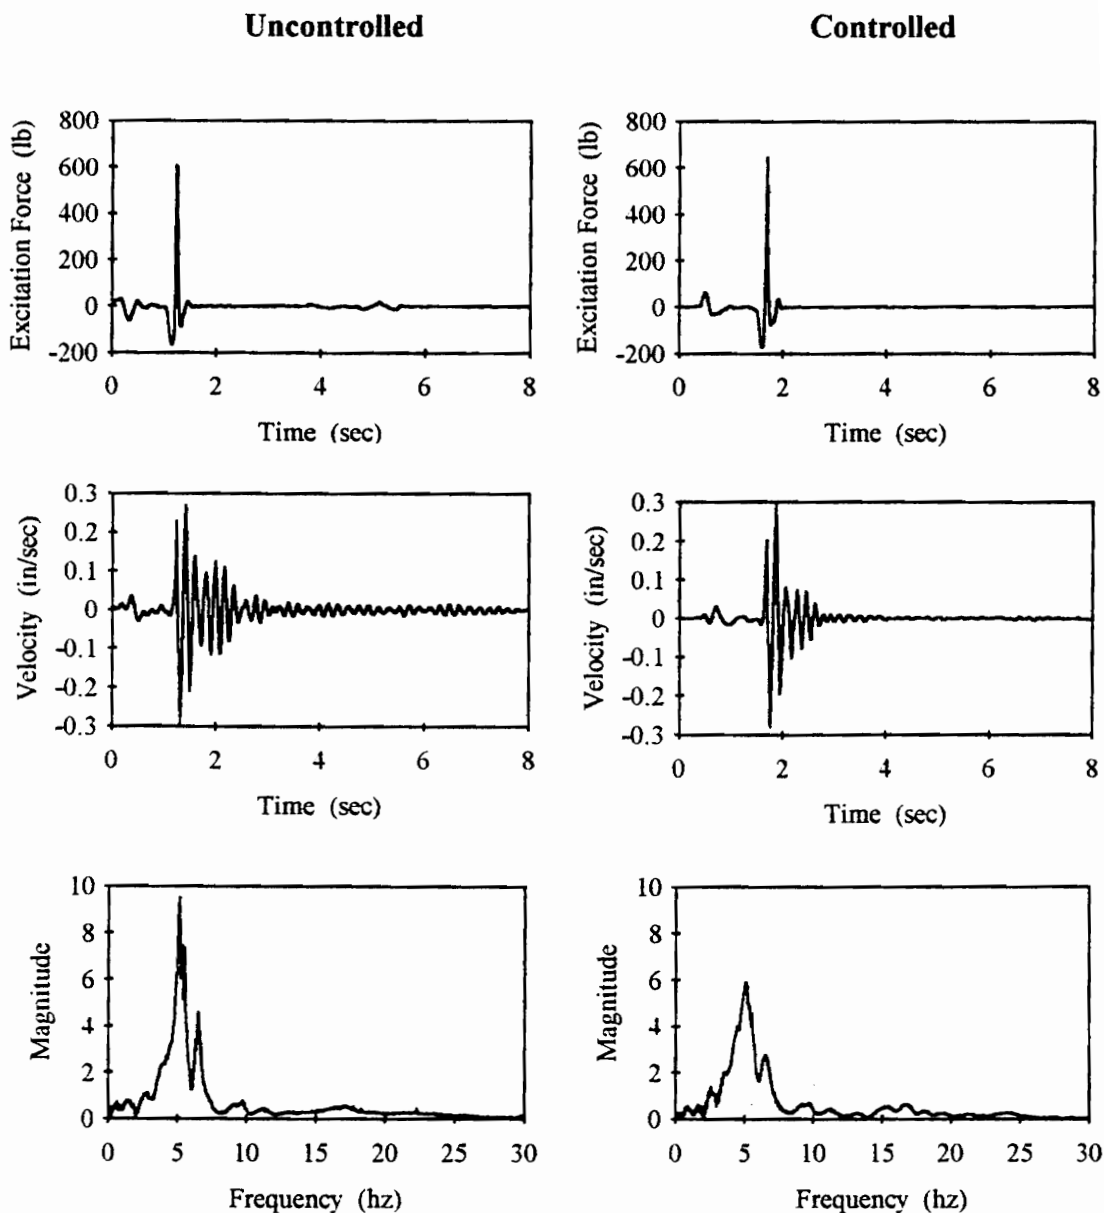 Uncontrolled
Controlled
Excitation Force (lb)
800
600
400
200
0
-200
0 2 4 6 8
Time (sec)
Excitation Force (lb)
800
600
400
200
0
-200
0 2 4 6 8
Time (sec)
Velocity (in/sec)
0.3
0.2
0.1
0
-0.1
-0.2
-0.3
0 2 4 6 8
Time (sec)
Velocity (in/sec)
0.3
0.2
0.1
0
-0.1
-0.2
-0.3
0 2 4 6 8
Time (sec)
Magnitude
10
8
6
4
2
0
0 5 10 15 20 25 30
Frequency (hz)
Magnitude
10
8
6
4
2
0
0 5 10 15 20 25 30
Frequency (hz)